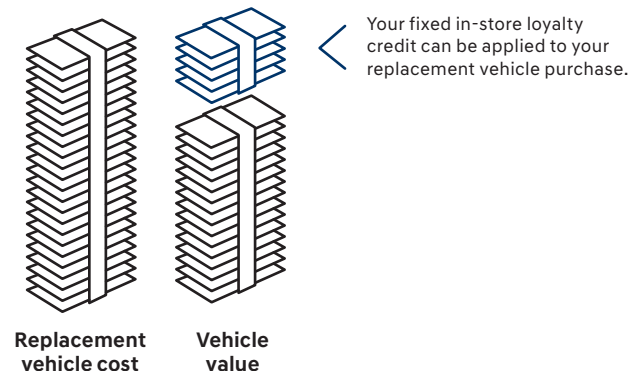 Your fixed in-store loyalty
credit can be applied to your
replacement vehicle purchase.
Replacement
vehicle cost
Vehicle
value